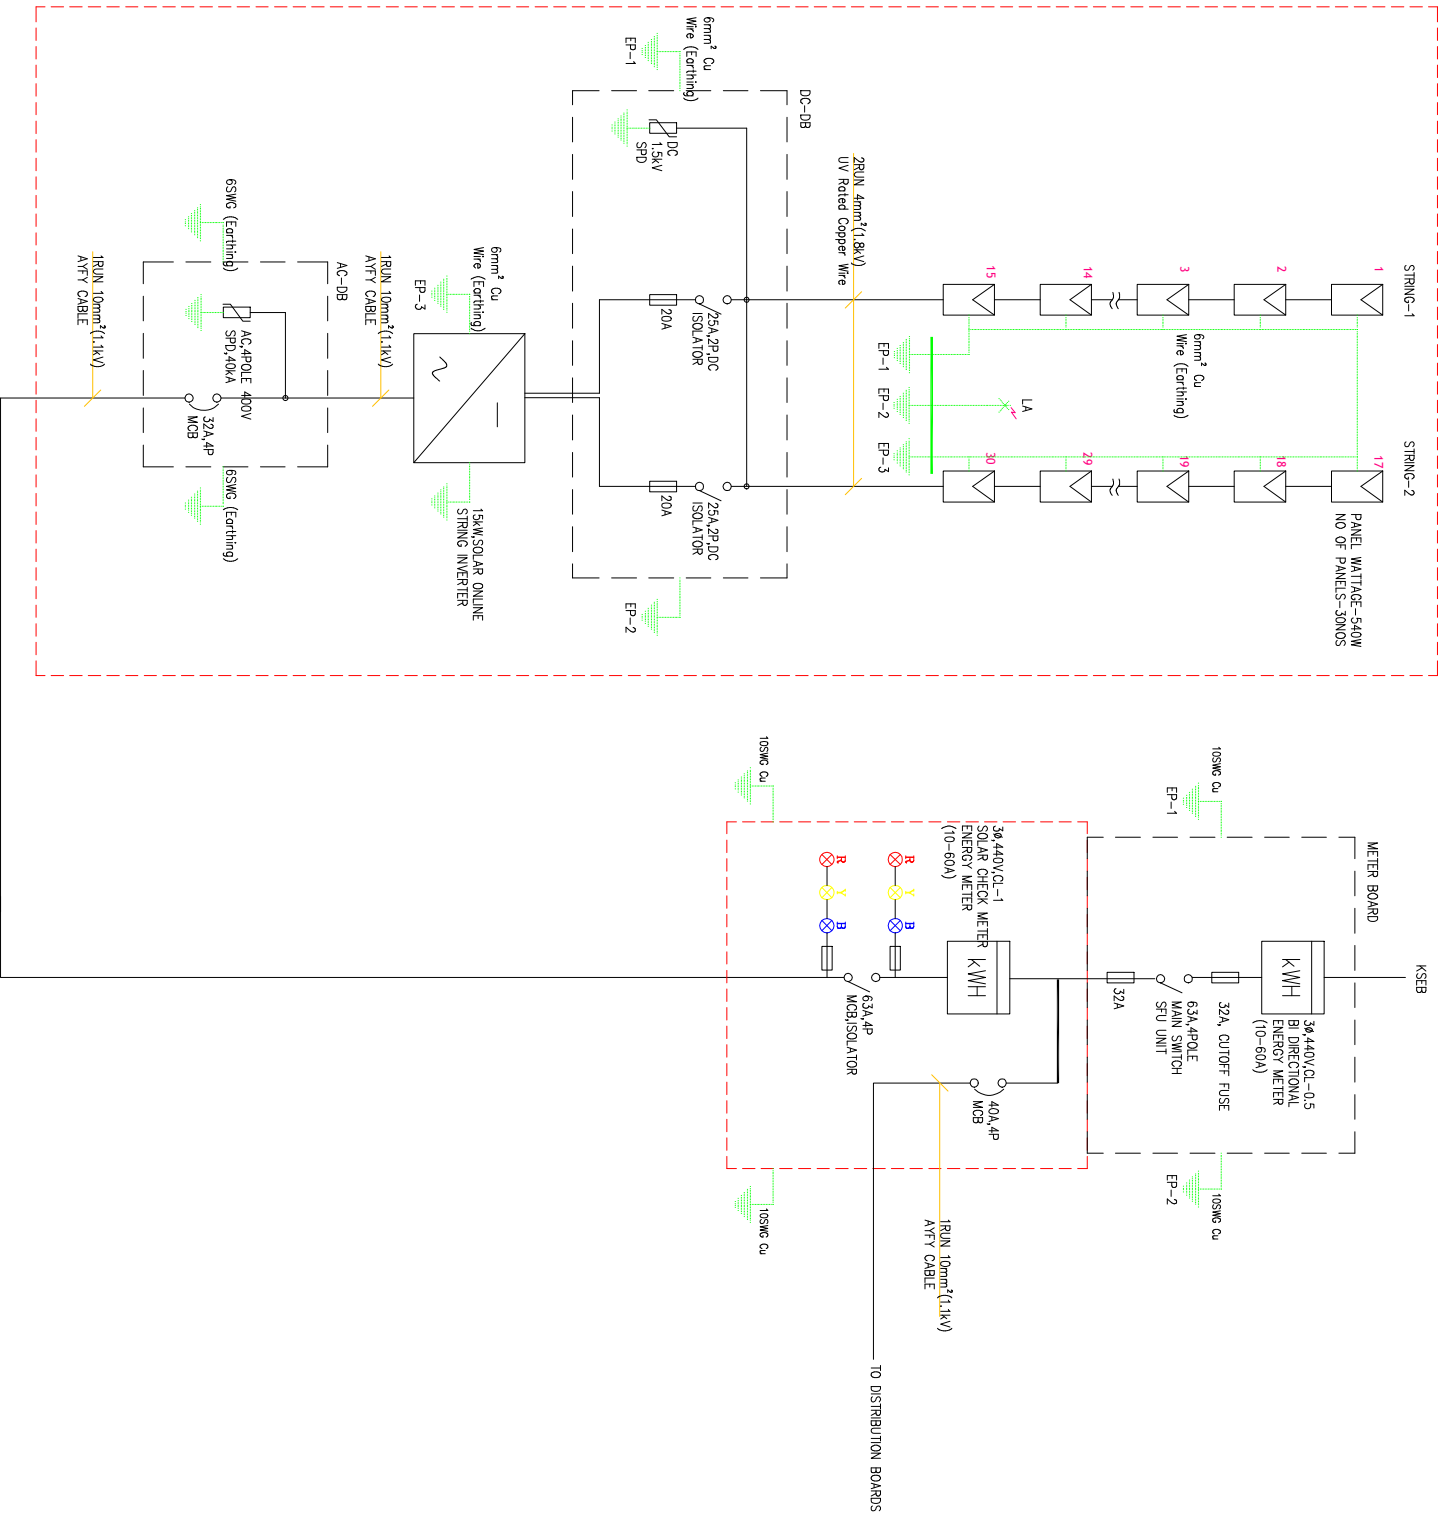 STRING-1
STRING-2
1
2
3
14
15
17
18
19
29
30
PANEL WATTAGE-540W
NO OF PANELS-30NOS
6mm² Cu
Wire (Earthing)
LA
EP-1
EP-2
EP-3
2RUN 4mm²(1.8kV)
UV Rated Copper Wire
DC-DB
6mm² Cu
Wire (Earthing)
EP-1
DC
1.5kV
SPD
25A,2P,DC
ISOLATOR
20A
25A,2P,DC
ISOLATOR
20A
EP-2
6mm² Cu
Wire (Earthing)
EP-3
15kW,SOLAR ONLINE
STRING INVERTER
1RUN 10mm²(1.1kV)
AYFY CABLE
AC-DB
6SWG (Earthing)
AC,4POLE 400V
SPD,40kA
32A,4P
MCB
6SWG (Earthing)
1RUN 10mm²(1.1kV)
AYFY CABLE
KSEB
METER BOARD
10SWG Cu
EP-1
kWH
3ø,440V,CL-0.5
BI DIRECTIONAL
ENERGY METER
(10-60A)
32A, CUTOFF FUSE
63A,4POLE
MAIN SWITCH
SFU UNIT
32A
10SWG Cu
EP-2
3ø,440V,CL-1
SOLAR CHECK METER
ENERGY METER
(10-60A)
kWH
40A,4P
MCB
R
Y
B
63A,4P
MCB,ISOLATOR
R
Y
B
10SWG Cu
10SWG Cu
1RUN 10mm²(1.1kV)
AYFY CABLE
TO DISTRIBUTION BOARDS